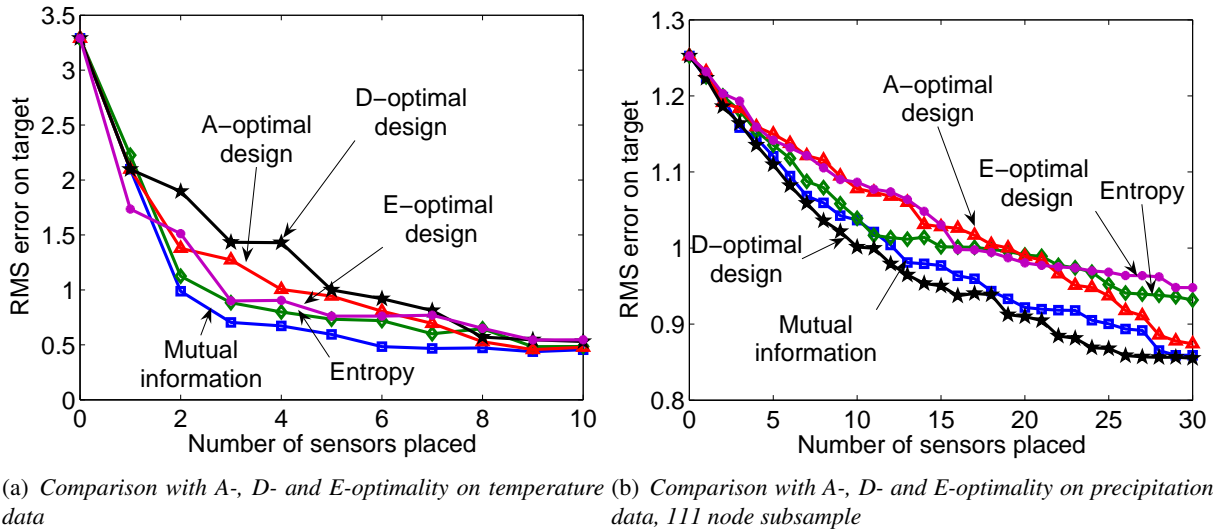 3.5
3
2.5
2
1.5
1
0.5
0
0
2
4
6
8
10
RMS error on target
Number of sensors placed
D-optimal
design
A-optimal
design
E-optimal
design
Mutual
information
Entropy
1.3
1.2
1.1
1
0.9
0.8
0
5
10
15
20
25
30
RMS error on target
Number of sensors placed
A-optimal
design
E-optimal
design
Entropy
D-optimal
design
Mutual
information
(a) Comparison with A-, D- and E-optimality on temperature
data
(b) Comparison with A-, D- and E-optimality on precipitation
data, 111 node subsample